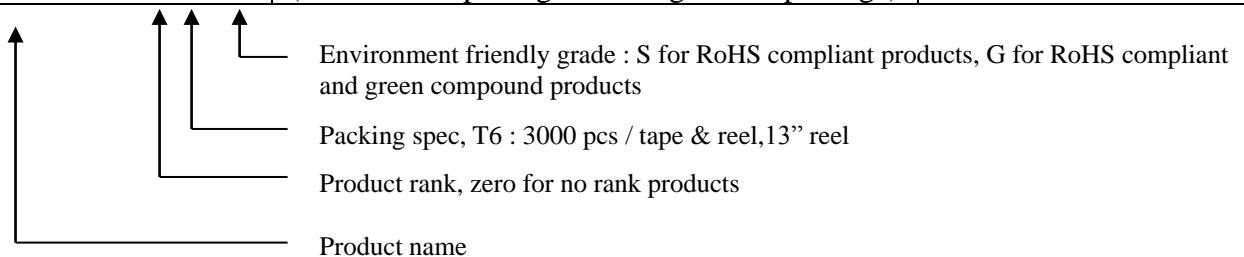 Environment friendly grade : S for RoHS compliant products, G for RoHS compliant
and green compound products
Packing spec, T6 : 3000 pcs / tape & reel,13” reel
Product rank, zero for no rank products
Product name